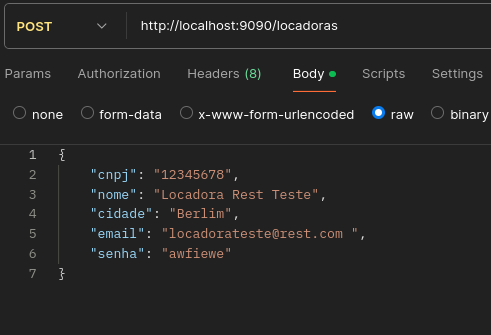 POST http://localhost:9090/locadoras
Params Authorization Headers (8) Body Scripts Settings
none form-data x-www-form-urlencoded raw binary
1 {
2 "cnpj": "12345678",
3 "nome": "Locadora Rest Teste",
4 "cidade": "Berlim",
5 "email": "locadorateste@rest.com ",
6 "senha": "awfiewe"
7 }